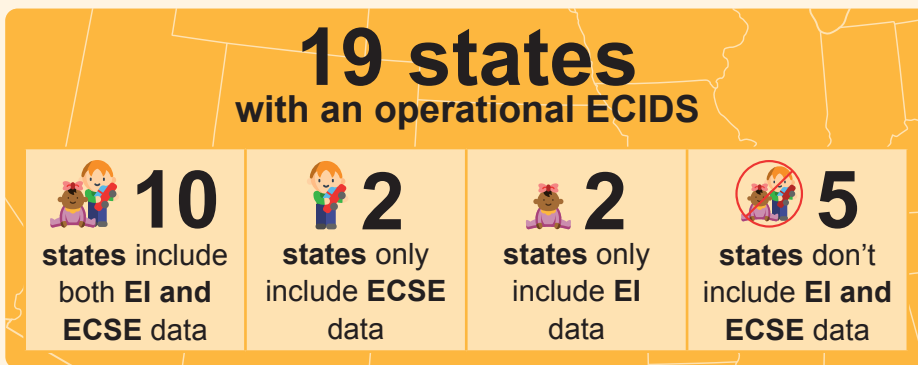 19 states
with an operational ECIDS
10
states include
both EI and
ECSE data
2
states only
include ECSE
data
2
states only
include EI
data
5
states don't
include EI and
ECSE data